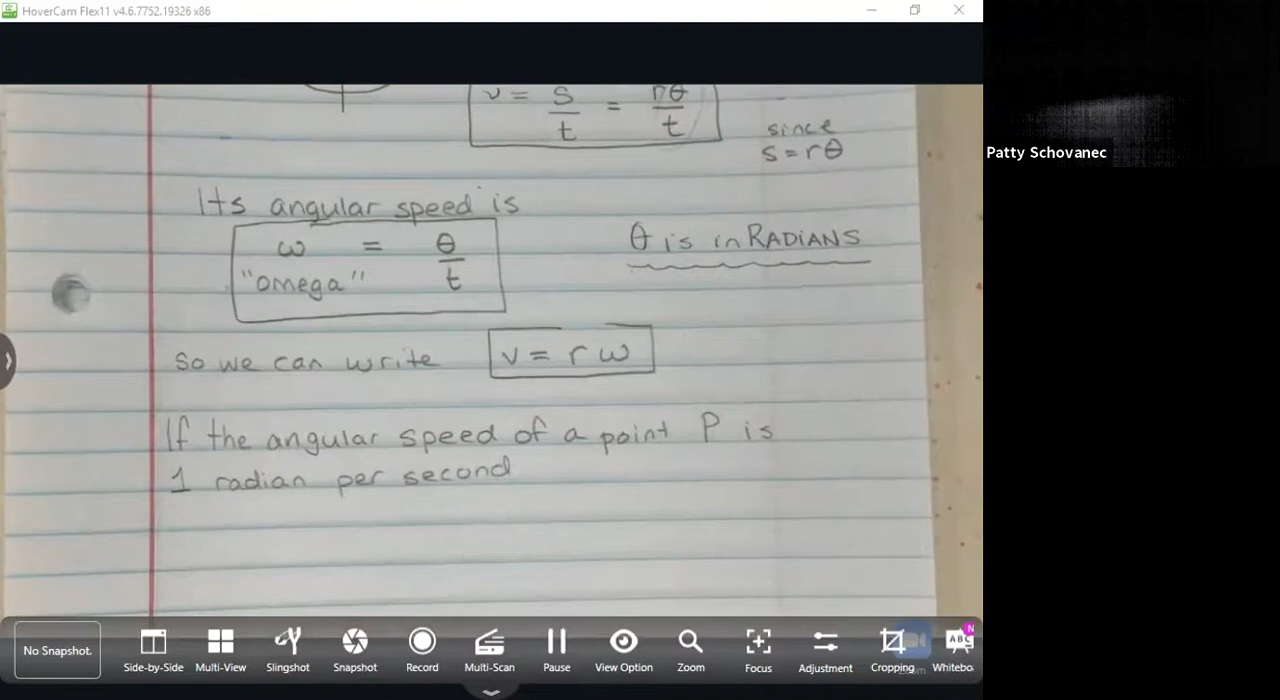 HoverCam Flex11 v4.6.7752.19326 x86
v = s/t = rθ/t
since
s = rθ
Its angular speed is
θ is in RADIANS
ω = θ/t
"omega"
so we can write v = r ω
If the angular speed of a point P is
1 radian per second
Patty Schovanec
No Snapshot.
Side-by-Side
Multi-View
Slingshot
Snapshot
Record
Multi-Scan
Pause
View Option
Zoom
Focus
Adjustment
Cropping
ABC
N
Whiteboa